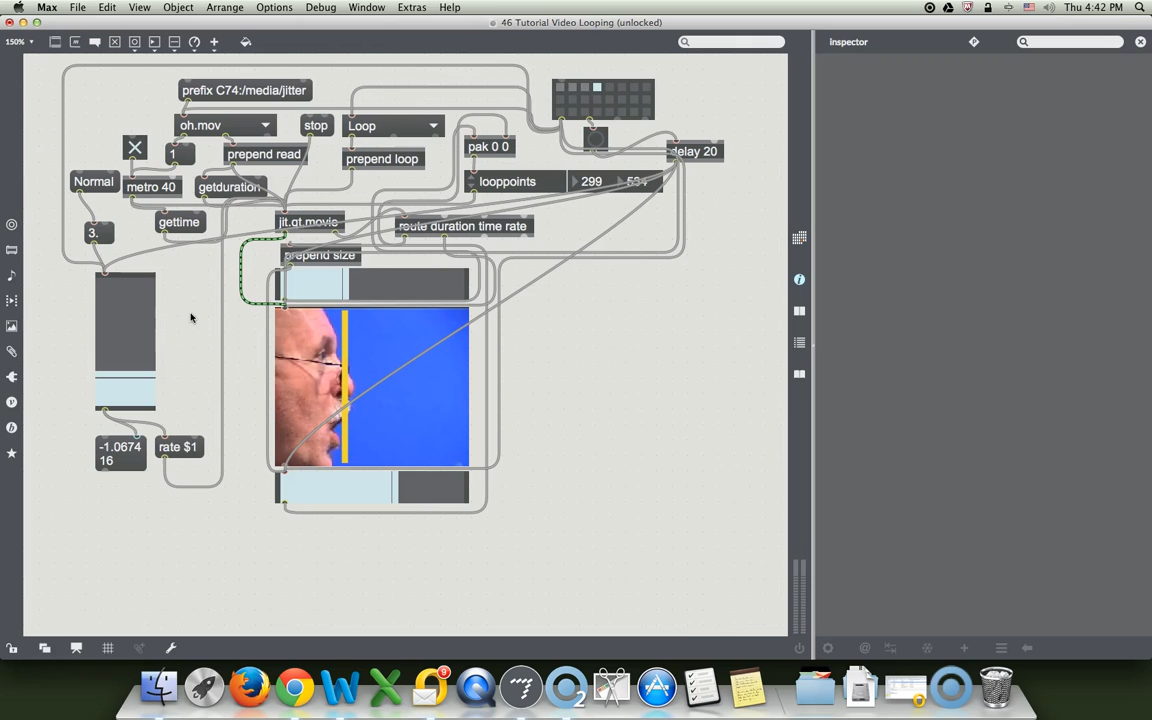 Max File Edit View Object Arrange Options Debug Window Extras Help
Thu 4:42 PM
46 Tutorial Video Looping (unlocked)
150%
inspector
prefix C74:/media/jitter
oh.mov
stop
Loop
1
prepend read
prepend loop
pak 0 0
delay 20
Normal
metro 40
getduration
looppoints
299
534
gettime
jit.qt.movie
route duration time rate
3.
prepend size
-1.0674
16
rate $1
9
2